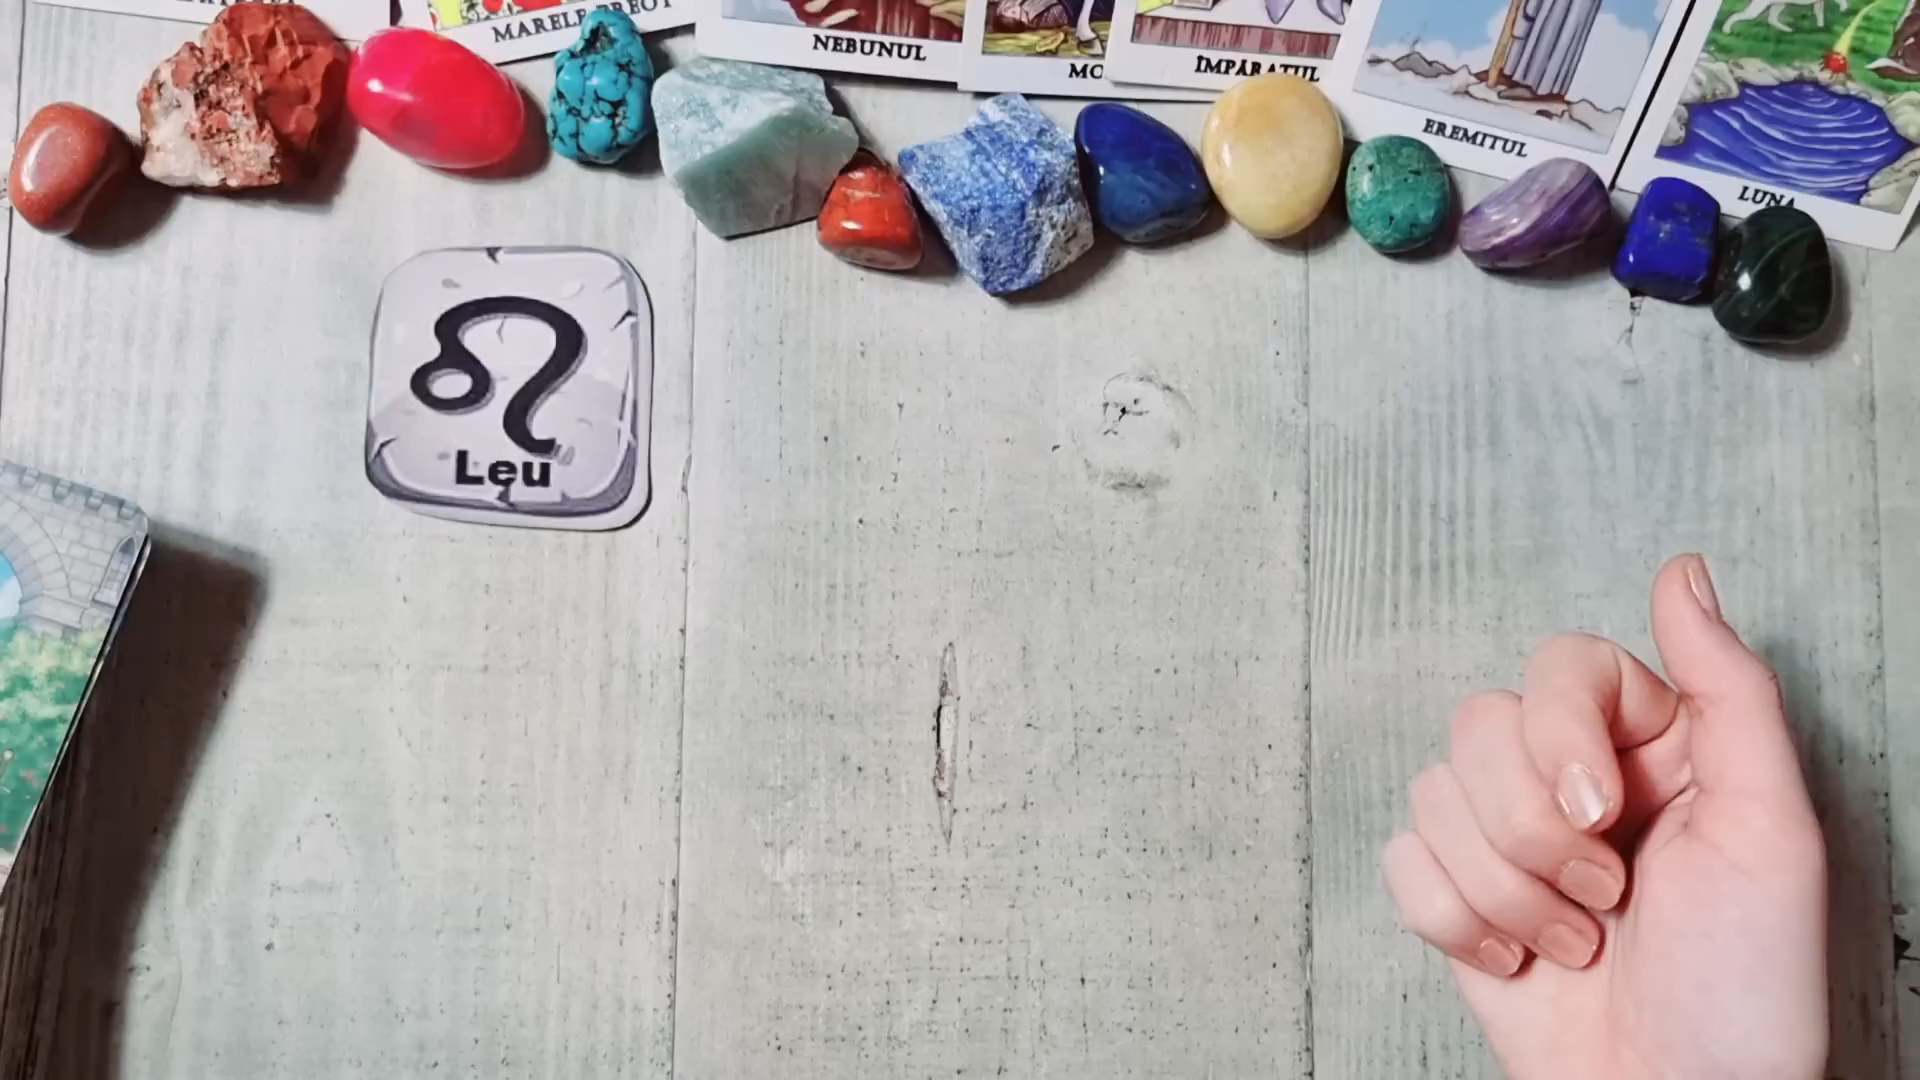 MARELE PREOT
NEBUNUL
ÎMPĂRATUL
EREMITUL
LUNA
Leu